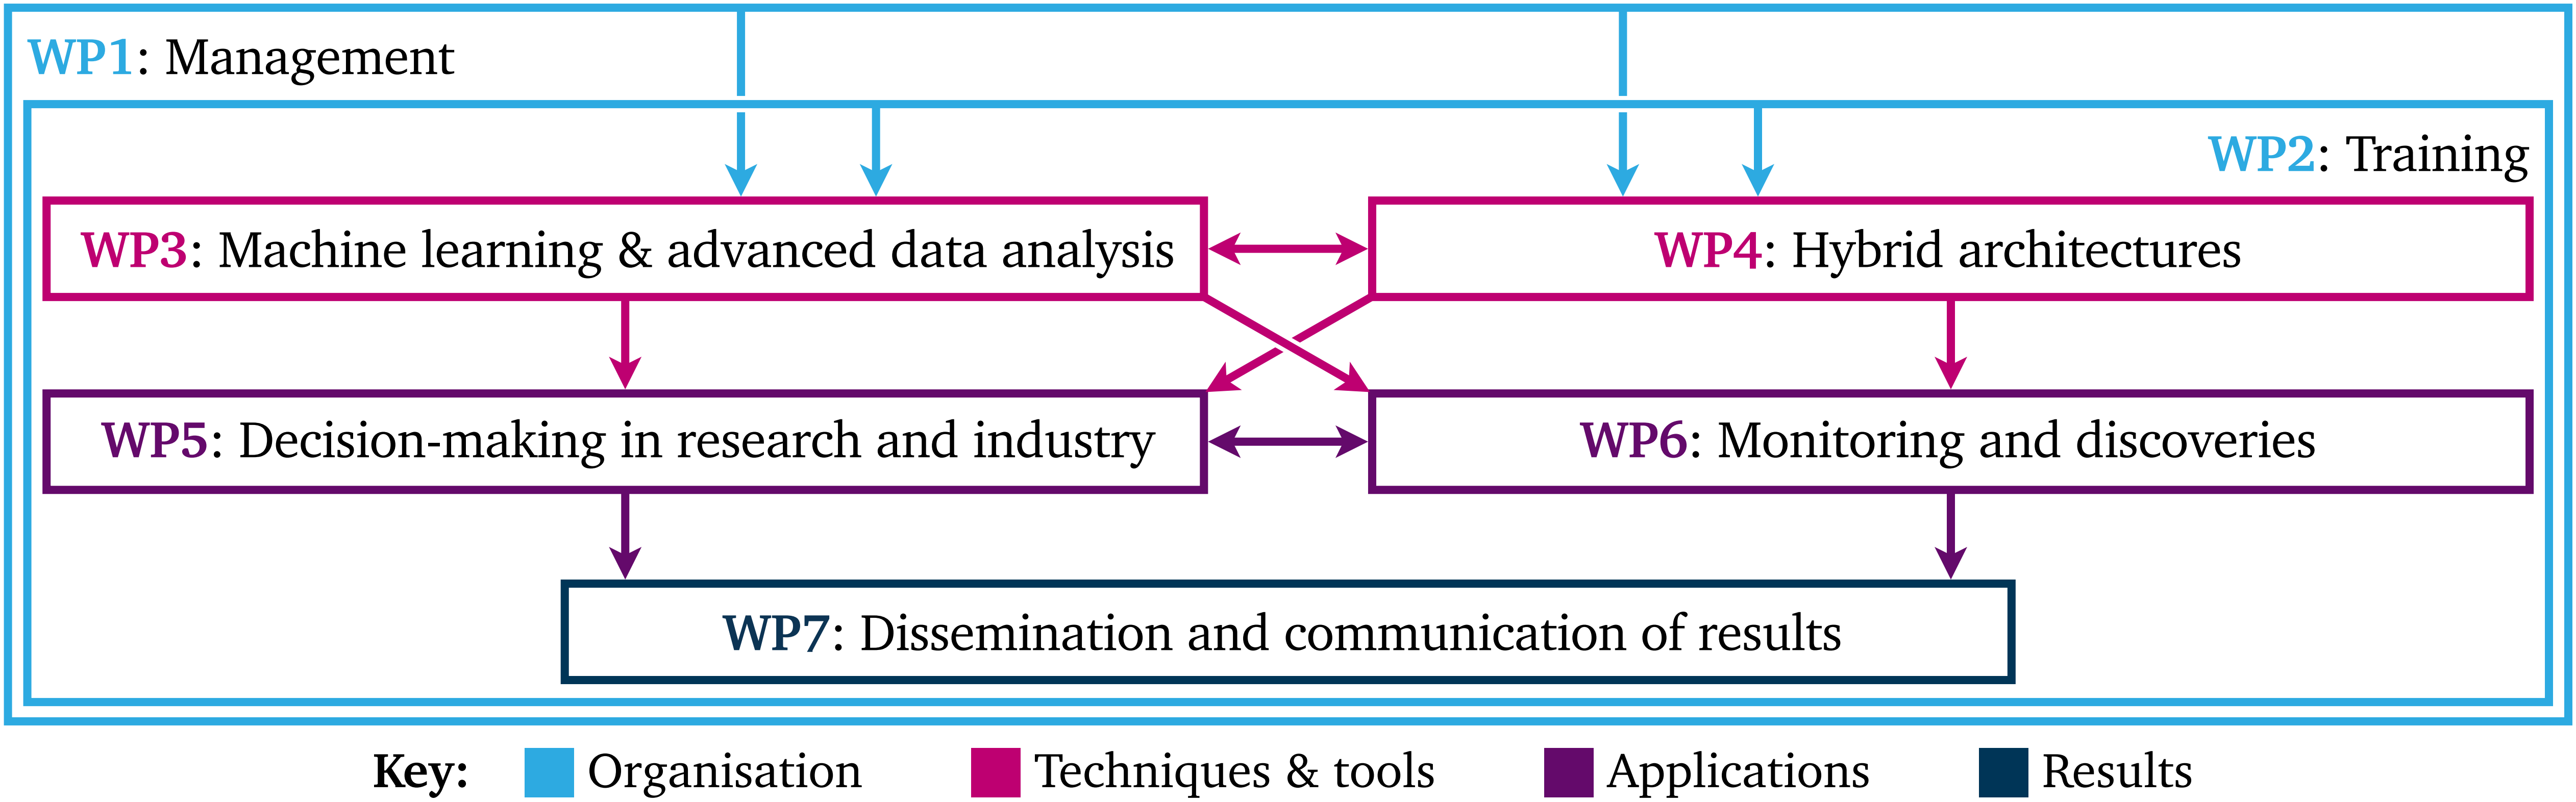 WP1: Management
WP2: Training
WP3: Machine learning & advanced data analysis
WP4: Hybrid architectures
WP5: Decision-making in research and industry
WP6: Monitoring and discoveries
WP7: Dissemination and communication of results
Key: Organisation Techniques & tools Applications Results